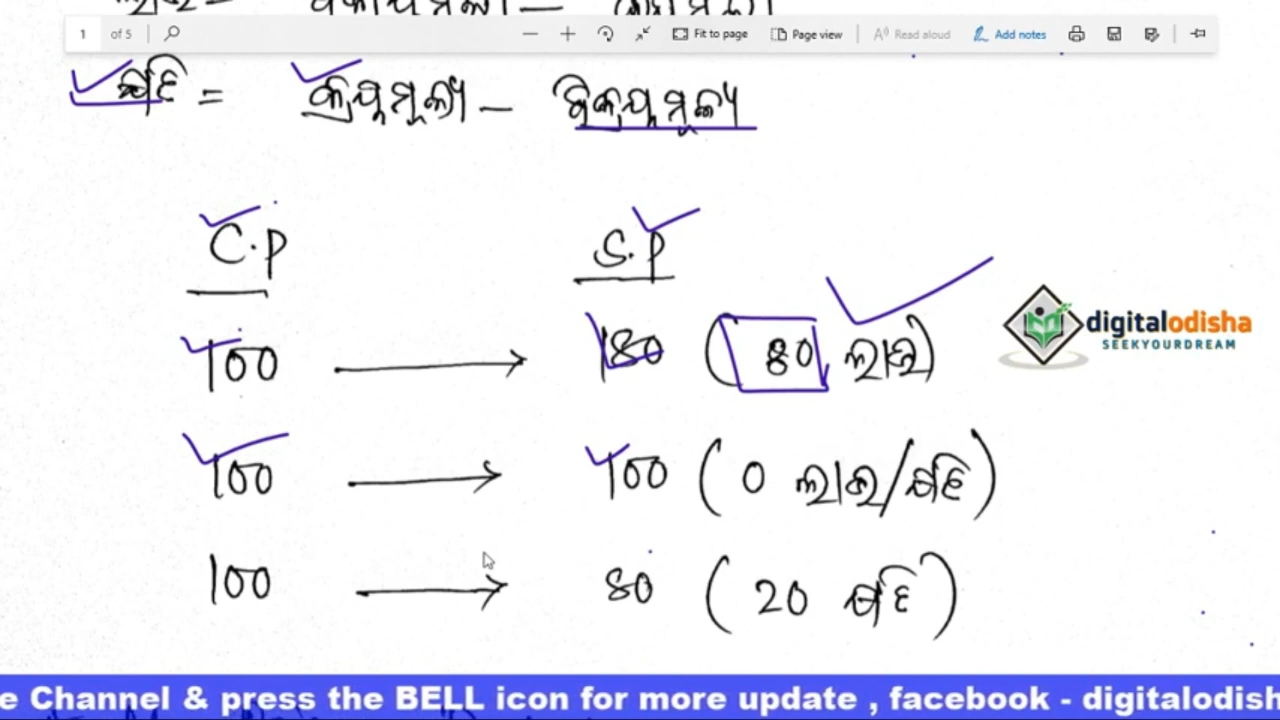 1 of 5 Fit to page Page view Read aloud Add notes
କ୍ଷତି = କ୍ରୟମୂଲ୍ୟ – ବିକ୍ରୟମୂଲ୍ୟ
C.P S.P
100 → 180 (80 ଲାଭ)
digitalodisha
SEEKYOURDREAM
100 → 100 (0 ଲାଭ/କ୍ଷତି)
100 → 80 (20 କ୍ଷତି)
e Channel & press the BELL icon for more update , facebook - digitalodish